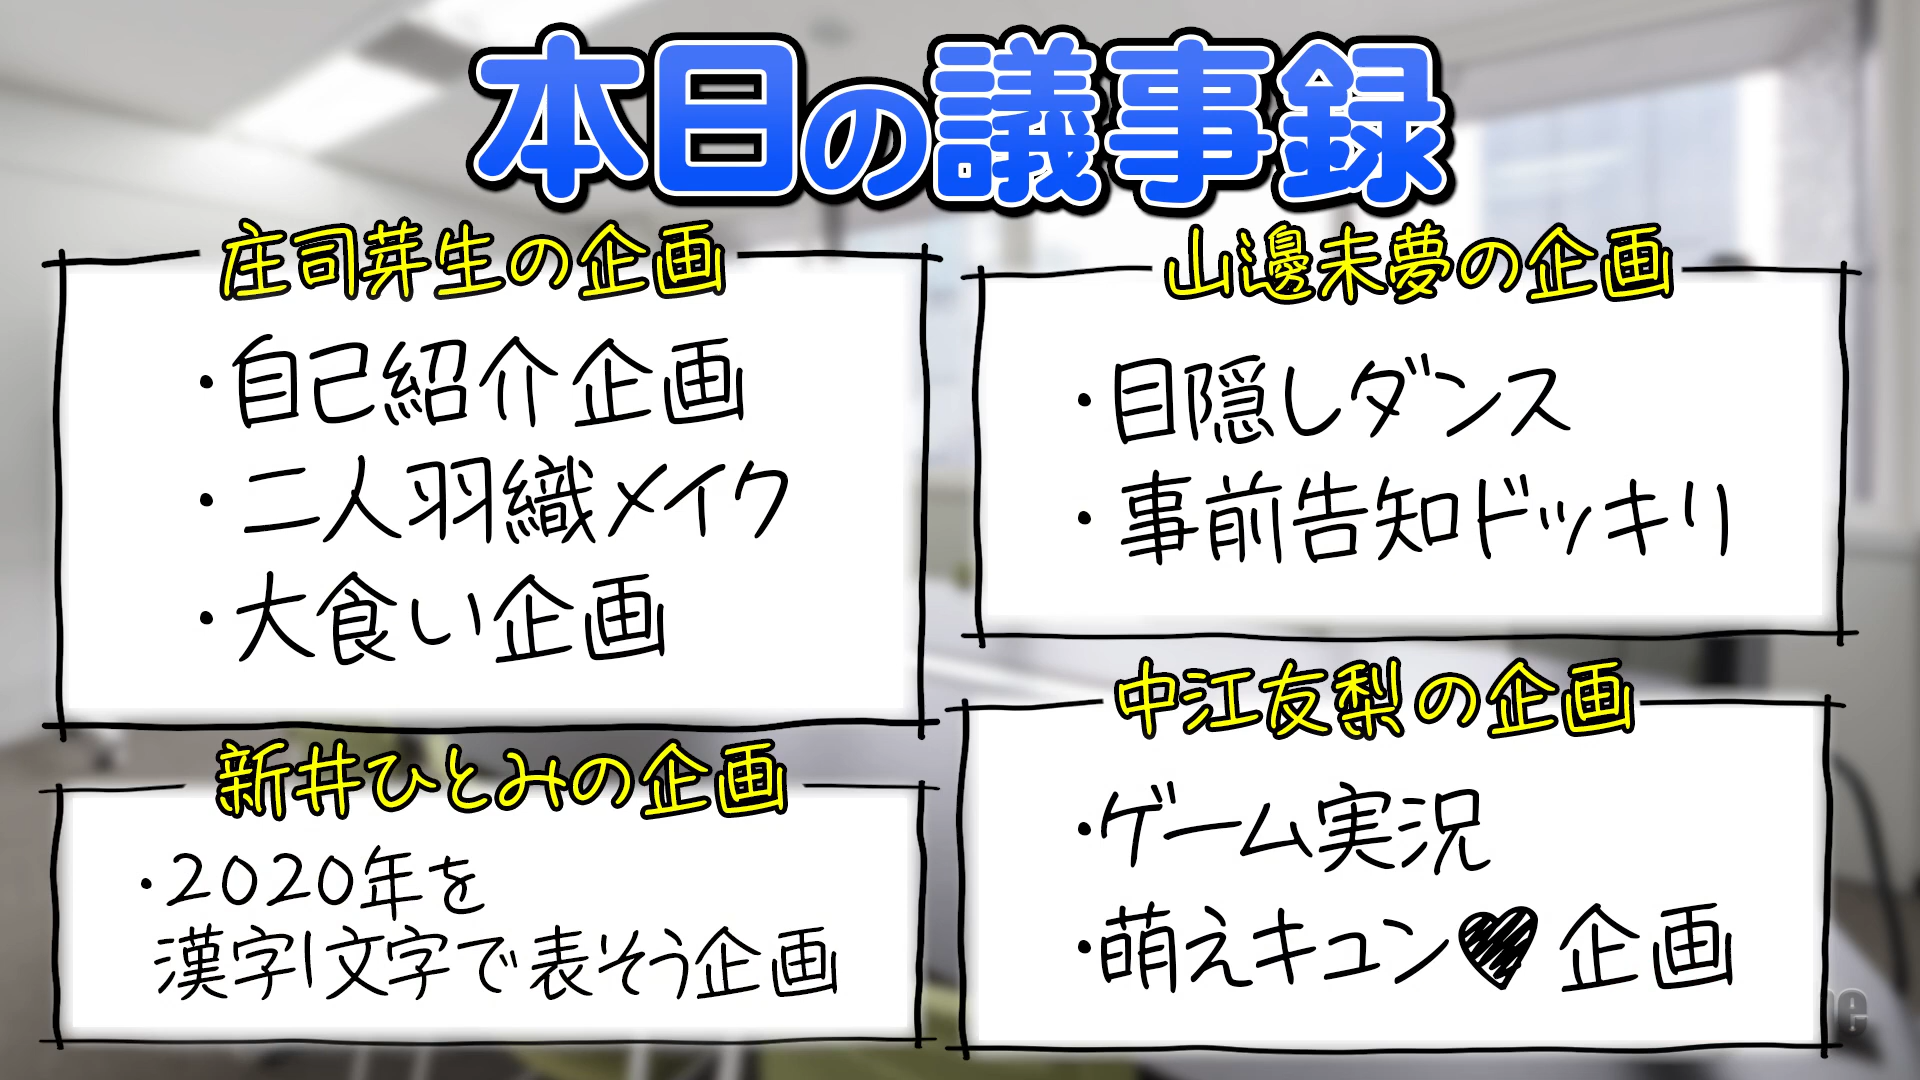 本日の議事録
庄司芽生の企画
・自己紹介企画
・二人羽織メイク
・大食い企画
新井ひとみの企画
・2020年を
漢字1文字で表そう企画
山邊未夢の企画
・目隠しダンス
・事前告知ドッキリ
中江友梨の企画
・ゲーム実況
・萌えキュン♥企画